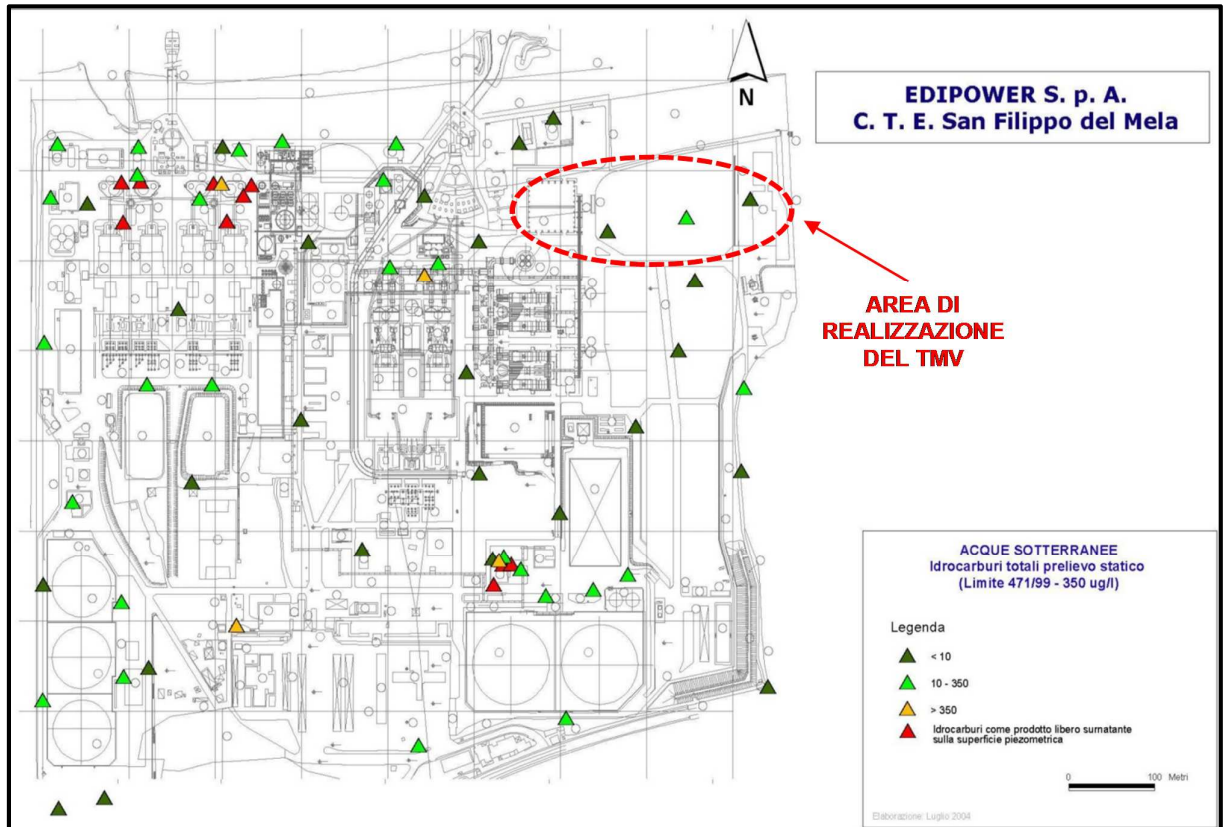 EDIPOWER S. p. A.
C. T. E. San Filippo del Mela
N
AREA DI
REALIZZAZIONE
DEL TMV
ACQUE SOTTERRANEE
Idrocarburi totali prelievo statico
(Limite 471/99 - 350 ug/l)
Legenda
< 10
10 - 350
> 350
Idrocarburi come prodotto libero surnatante
sulla superficie piezometrica
0 100 Metri
Elaborazione: Luglio 2004